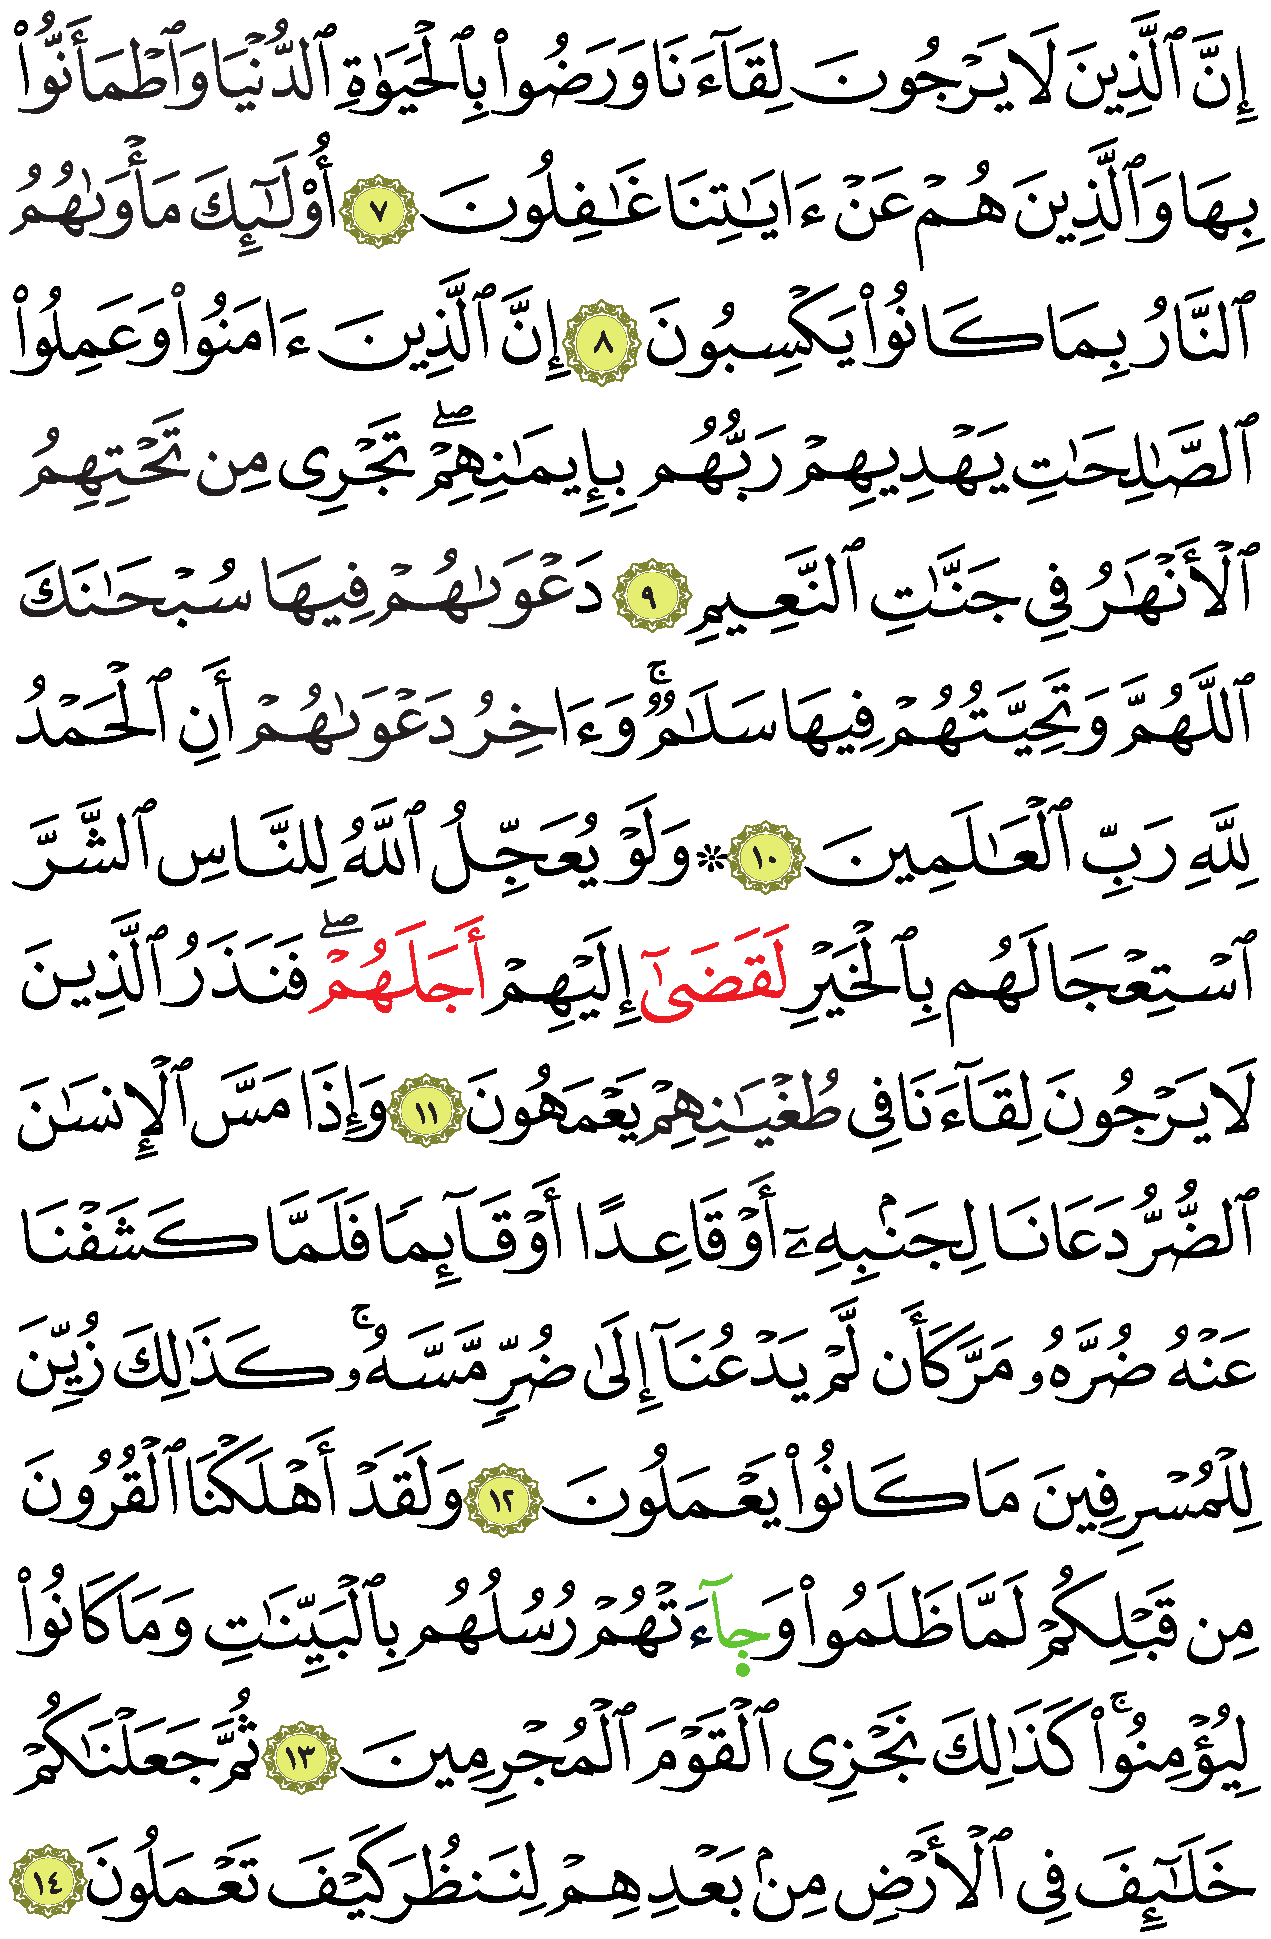 إِنَّ ٱلَّذِينَ لَا يَرْجُونَ لِقَآءَنَا وَرَضُوا۟ بِٱلْحَيَوٰةِ ٱلدُّنْيَا وَٱطْمَأَنُّوا۟
بِهَا وَٱلَّذِينَ هُمْ عَنْ ءَايَـٰتِنَا غَـٰفِلُونَ ٧ أُو۟لَـٰٓئِكَ مَأْوَىٰهُمُ
ٱلنَّارُ بِمَا كَانُوا۟ يَكْسِبُونَ ٨ إِنَّ ٱلَّذِينَ ءَامَنُوا۟ وَعَمِلُوا۟
ٱلصَّـٰلِحَـٰتِ يَهْدِيهِمْ رَبُّهُم بِإِيمَـٰنِهِمْ ۖ تَجْرِى مِن تَحْتِهِمُ
ٱلْأَنْهَـٰرُ فِى جَنَّـٰتِ ٱلنَّعِيمِ ٩ دَعْوَىٰهُمْ فِيهَا سُبْحَـٰنَكَ
ٱللَّهُمَّ وَتَحِيَّتُهُمْ فِيهَا سَلَـٰمٌ ۚ وَءَاخِرُ دَعْوَىٰهُمْ أَنِ ٱلْحَمْدُ
لِلَّهِ رَبِّ ٱلْعَـٰلَمِينَ ١٠ ۞ وَلَوْ يُعَجِّلُ ٱللَّهُ لِلنَّاسِ ٱلشَّرَّ
ٱسْتِعْجَالَهُم بِٱلْخَيْرِ لَقَضَىٰٓ إِلَيْهِمْ أَجَلَهُمْ ۖ فَنَذَرُ ٱلَّذِينَ
لَا يَرْجُونَ لِقَآءَنَا فِى طُغْيَـٰنِهِمْ يَعْمَهُونَ ١١ وَإِذَا مَسَّ ٱلْإِنسَـٰنَ
ٱلضُّرُّ دَعَانَا لِجَنۢبِهِۦٓ أَوْ قَاعِدًا أَوْ قَآئِمًا فَلَمَّا كَشَفْنَا
عَنْهُ ضُرَّهُۥ مَرَّ كَأَن لَّمْ يَدْعُنَآ إِلَىٰ ضُرٍّ مَّسَّهُۥ ۚ كَذَٰلِكَ زُيِّنَ
لِلْمُسْرِفِينَ مَا كَانُوا۟ يَعْمَلُونَ ١٢ وَلَقَدْ أَهْلَكْنَا ٱلْقُرُونَ
مِن قَبْلِكُمْ لَمَّا ظَلَمُوا۟ وَجَآءَتْهُمْ رُسُلُهُم بِٱلْبَيِّنَـٰتِ وَمَا كَانُوا۟
لِيُؤْمِنُوا۟ ۚ كَذَٰلِكَ نَجْزِى ٱلْقَوْمَ ٱلْمُجْرِمِينَ ١٣ ثُمَّ جَعَلْنَـٰكُمْ
خَلَـٰٓئِفَ فِى ٱلْأَرْضِ مِنۢ بَعْدِهِمْ لِنَنظُرَ كَيْفَ تَعْمَلُونَ ١٤